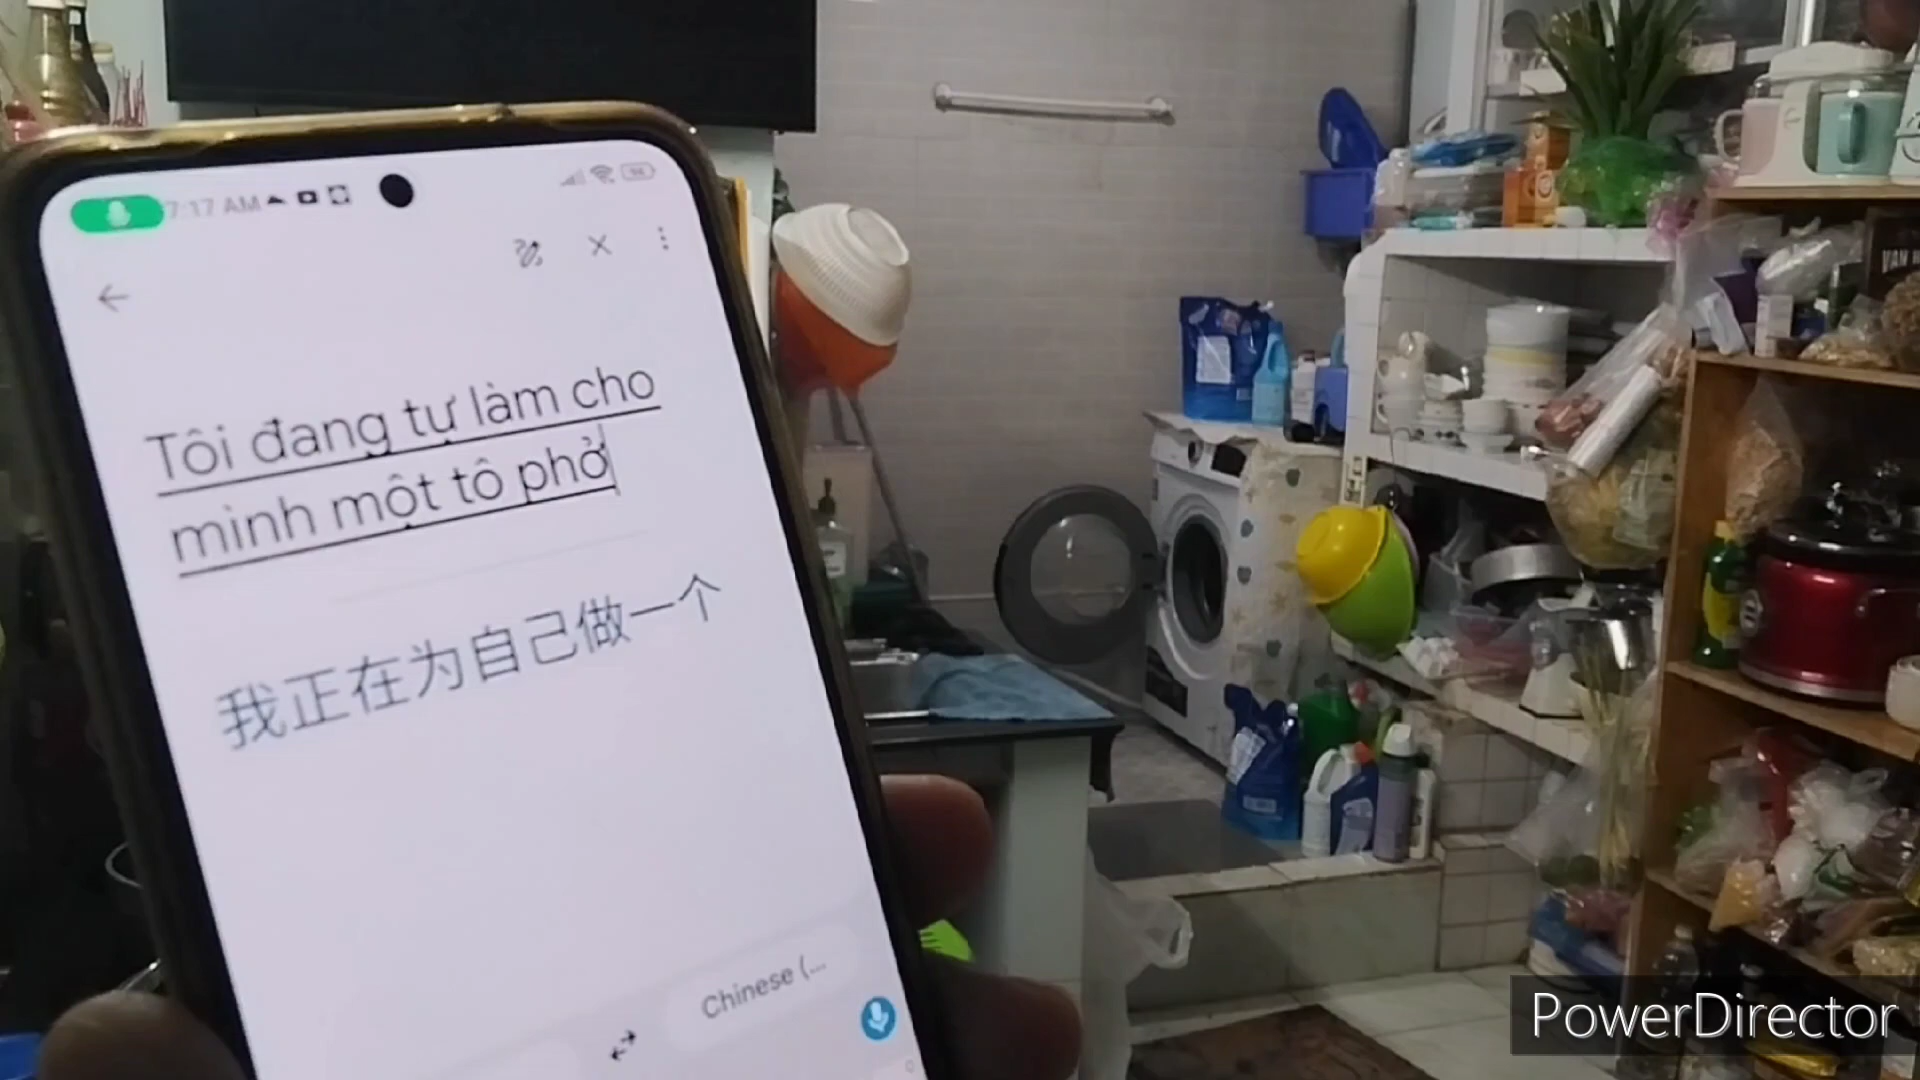 7:17 AM
Tôi đang tự làm cho
mình một tô phở
我正在为自己做一个
Chinese (...
PowerDirector